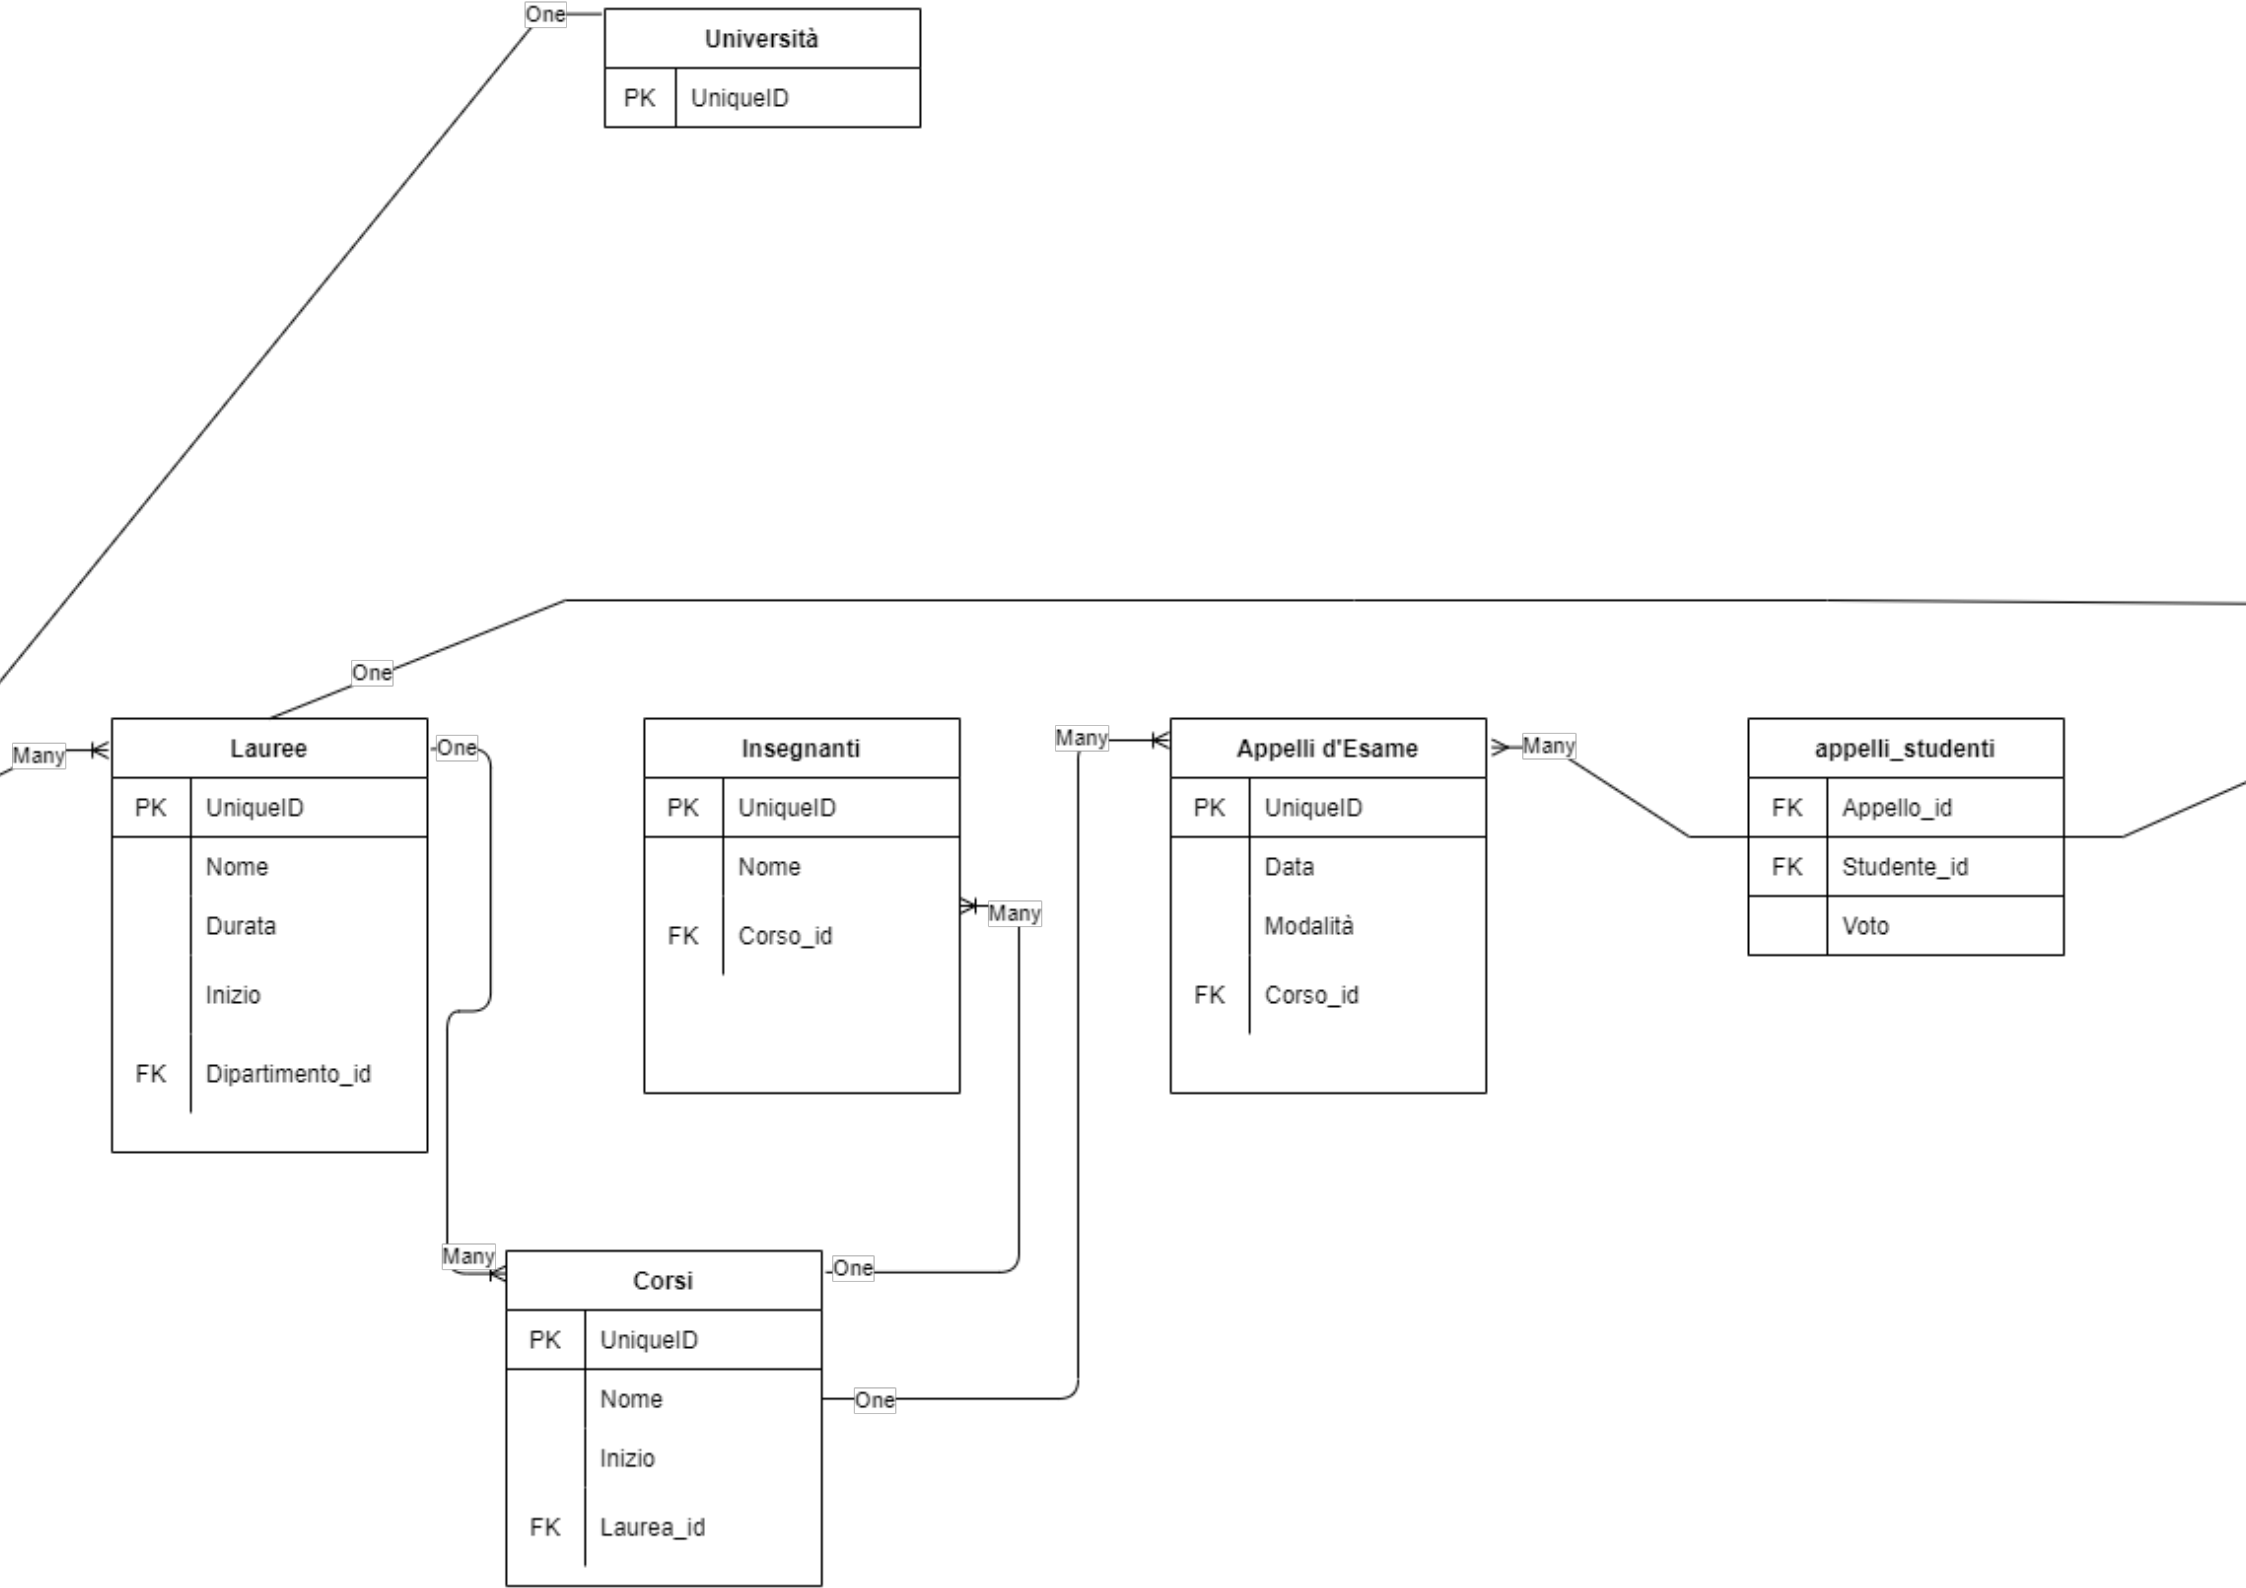 One
Università
PK UniqueID
One
Many
Lauree
One
PK UniqueID
Nome
Durata
Inizio
FK Dipartimento_id
Insegnanti
PK UniqueID
Nome
FK Corso_id
Many
Many
Appelli d'Esame
Many
PK UniqueID
Data
Modalità
FK Corso_id
appelli_studenti
FK Appello_id
FK Studente_id
Voto
Many
Corsi
One
PK UniqueID
Nome
One
Inizio
FK Laurea_id